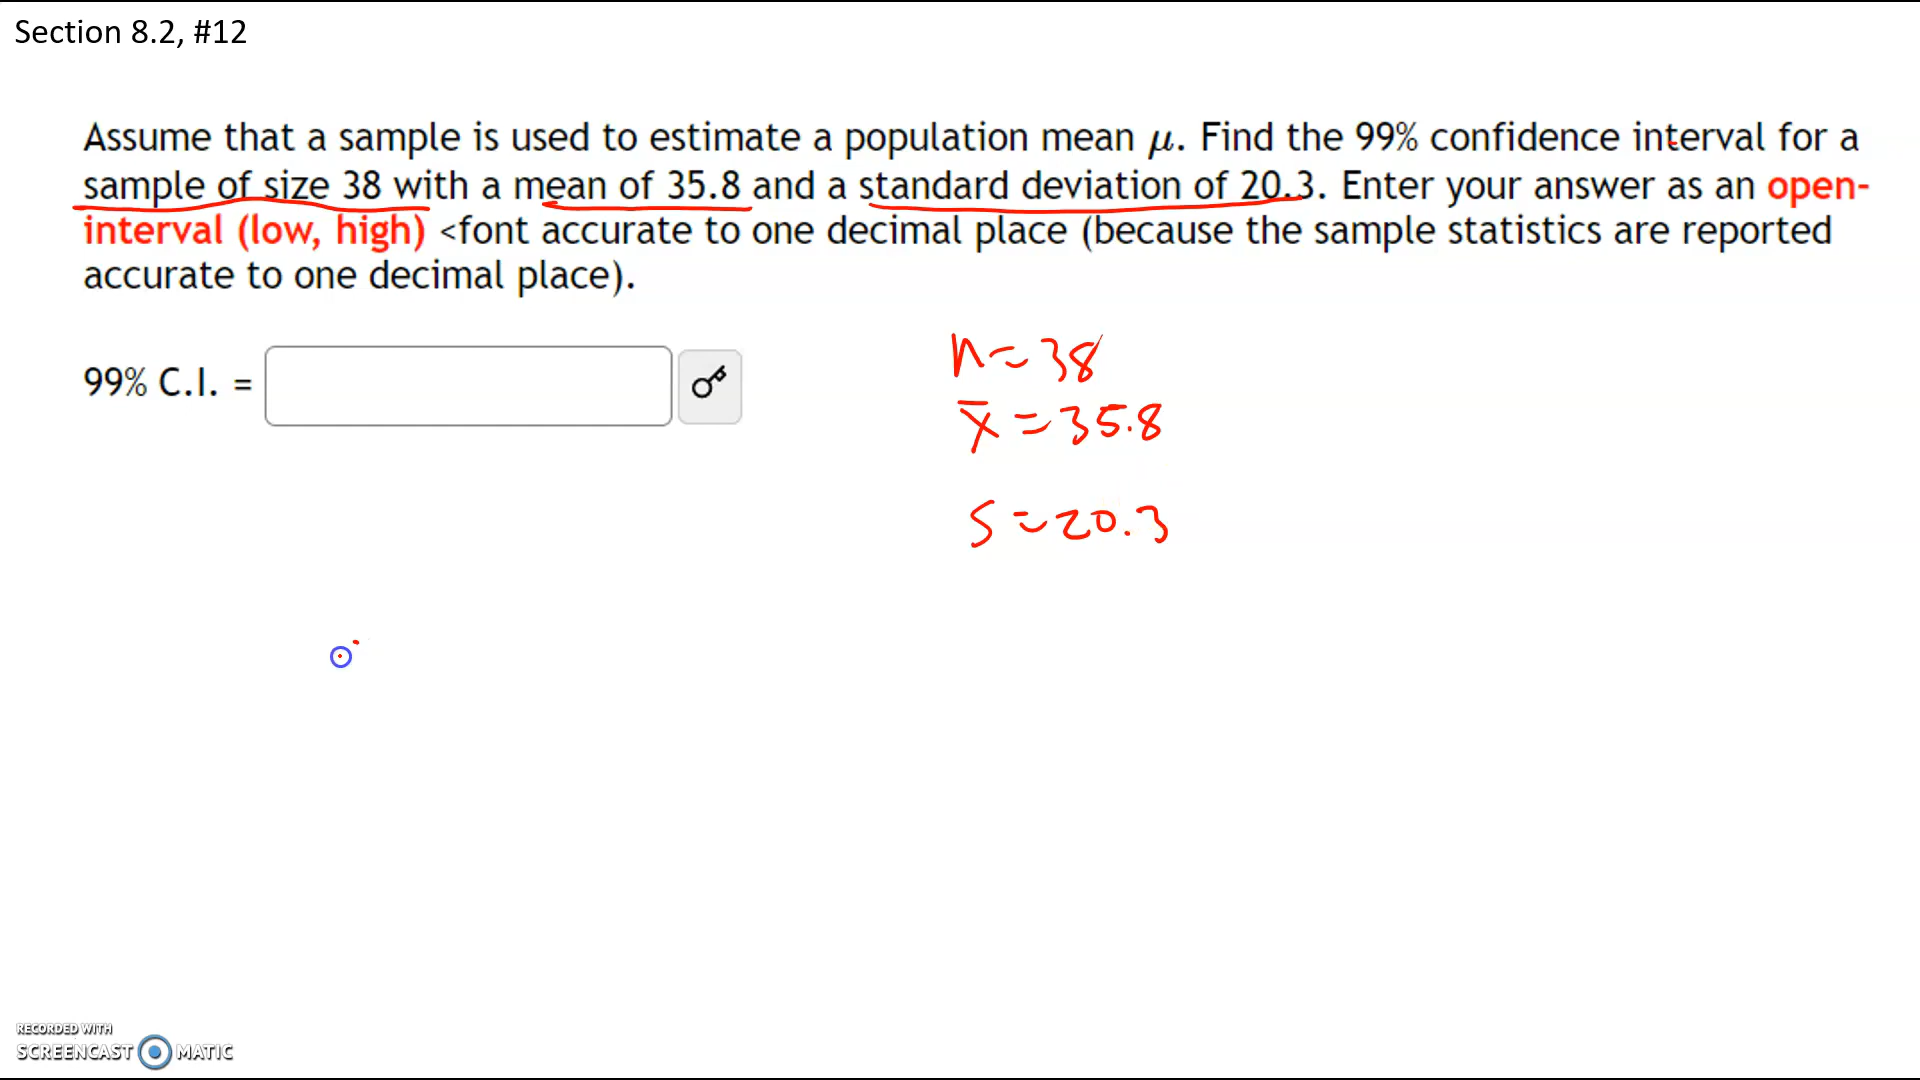 Section 8.2, #12
Assume that a sample is used to estimate a population mean μ. Find the 99% confidence interval for a
sample of size 38 with a mean of 35.8 and a standard deviation of 20.3. Enter your answer as an open-
interval (low, high) <font accurate to one decimal place (because the sample statistics are reported
accurate to one decimal place).
99% C.I. =
n=38
x̄=35.8
s=20.3
RECORDED WITH
SCREENCAST MATIC